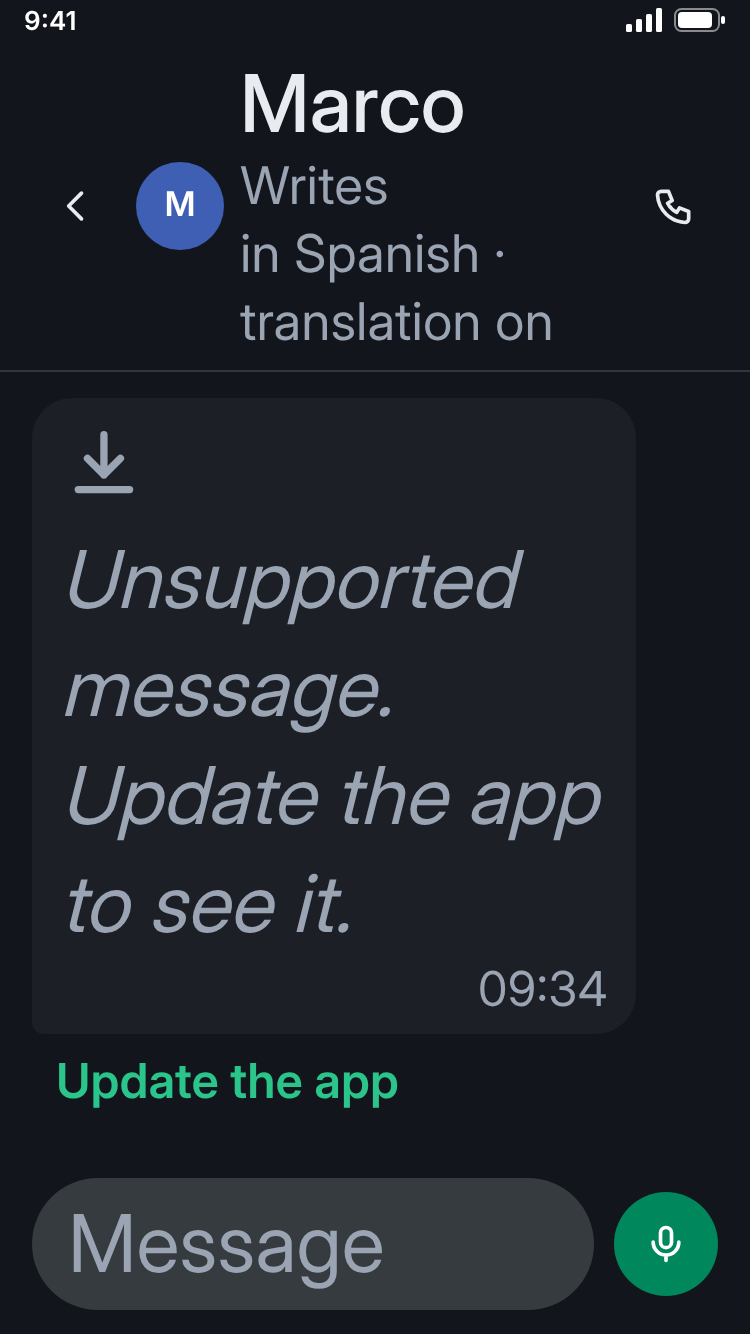 9:41
Marco
M
Writes
in Spanish ·
translation on
Unsupported
message.
Update the app
to see it.
09:34
Update the app
Message